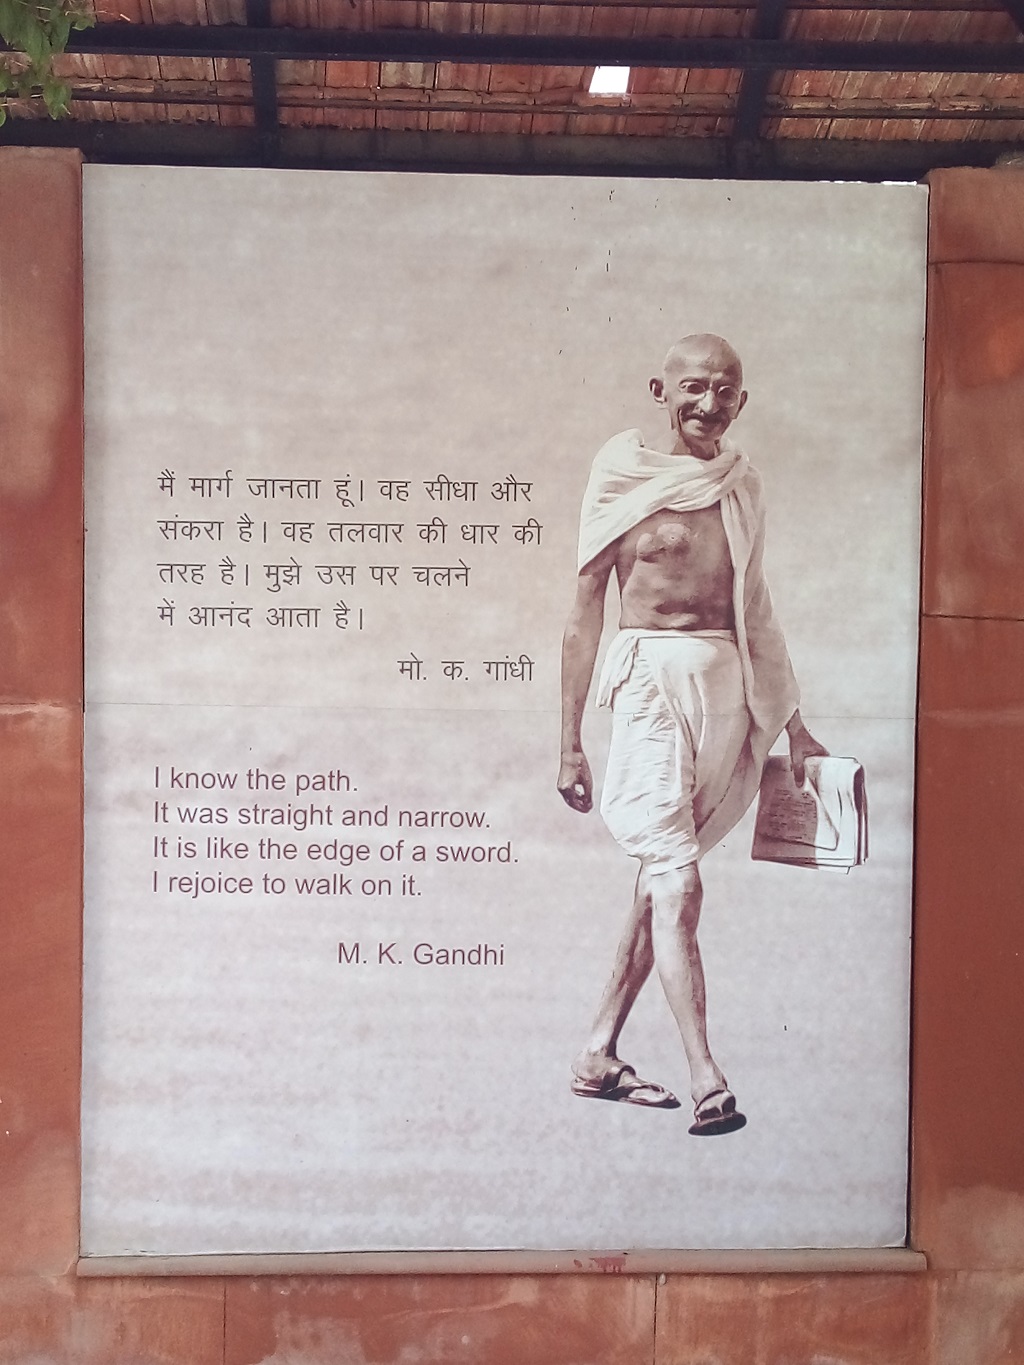 मैं मार्ग जानता हूं। वह सीधा और
संकरा है। वह तलवार की धार की
तरह है। मुझे उस पर चलने
में आनंद आता है।
मो. क. गांधी
I know the path.
It was straight and narrow.
It is like the edge of a sword.
I rejoice to walk on it.
M. K. Gandhi